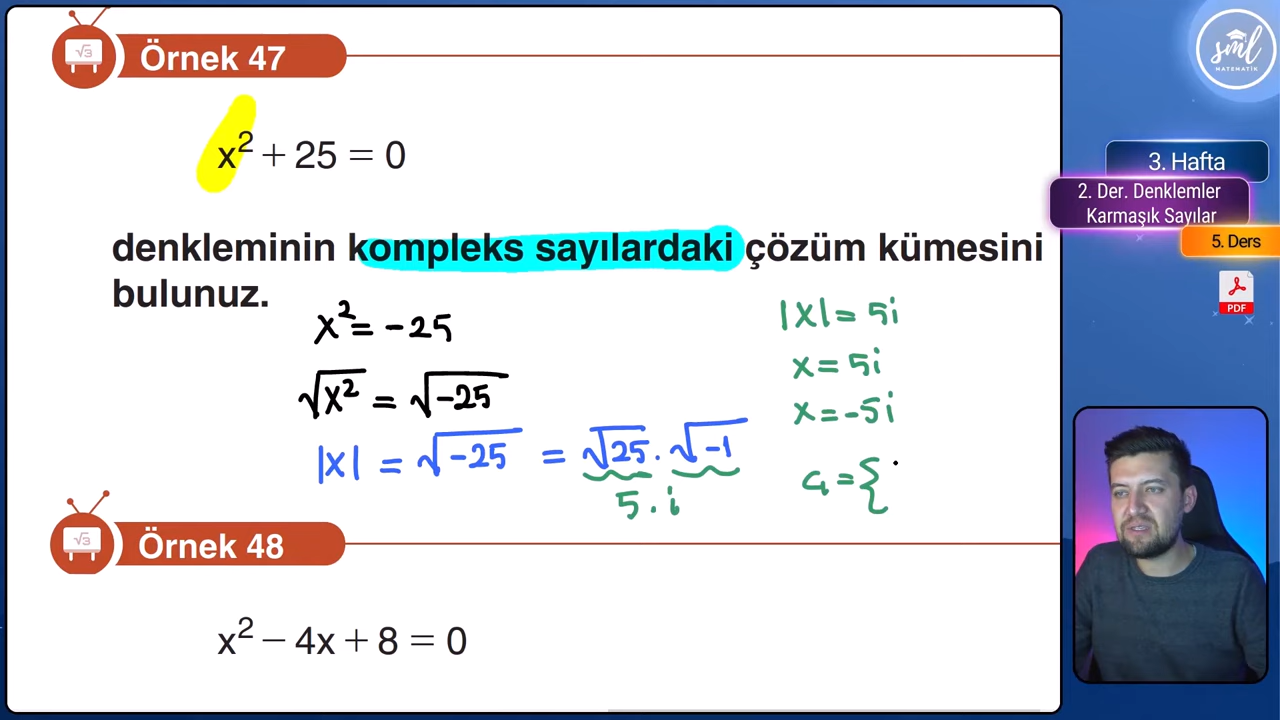 √3
Örnek 47
x² + 25 = 0
denkleminin kompleks sayılardaki çözüm kümesini
bulunuz.
x² = -25
√x² = √-25
|x| = √-25 = √25 . √-1
5 . i
|x| = 5i
x = 5i
x = -5i
Ç = {
√3
Örnek 48
x² − 4x + 8 = 0
sml
MATEMATİK
3. Hafta
2. Der. Denklemler
Karmaşık Sayılar
5. Ders
PDF